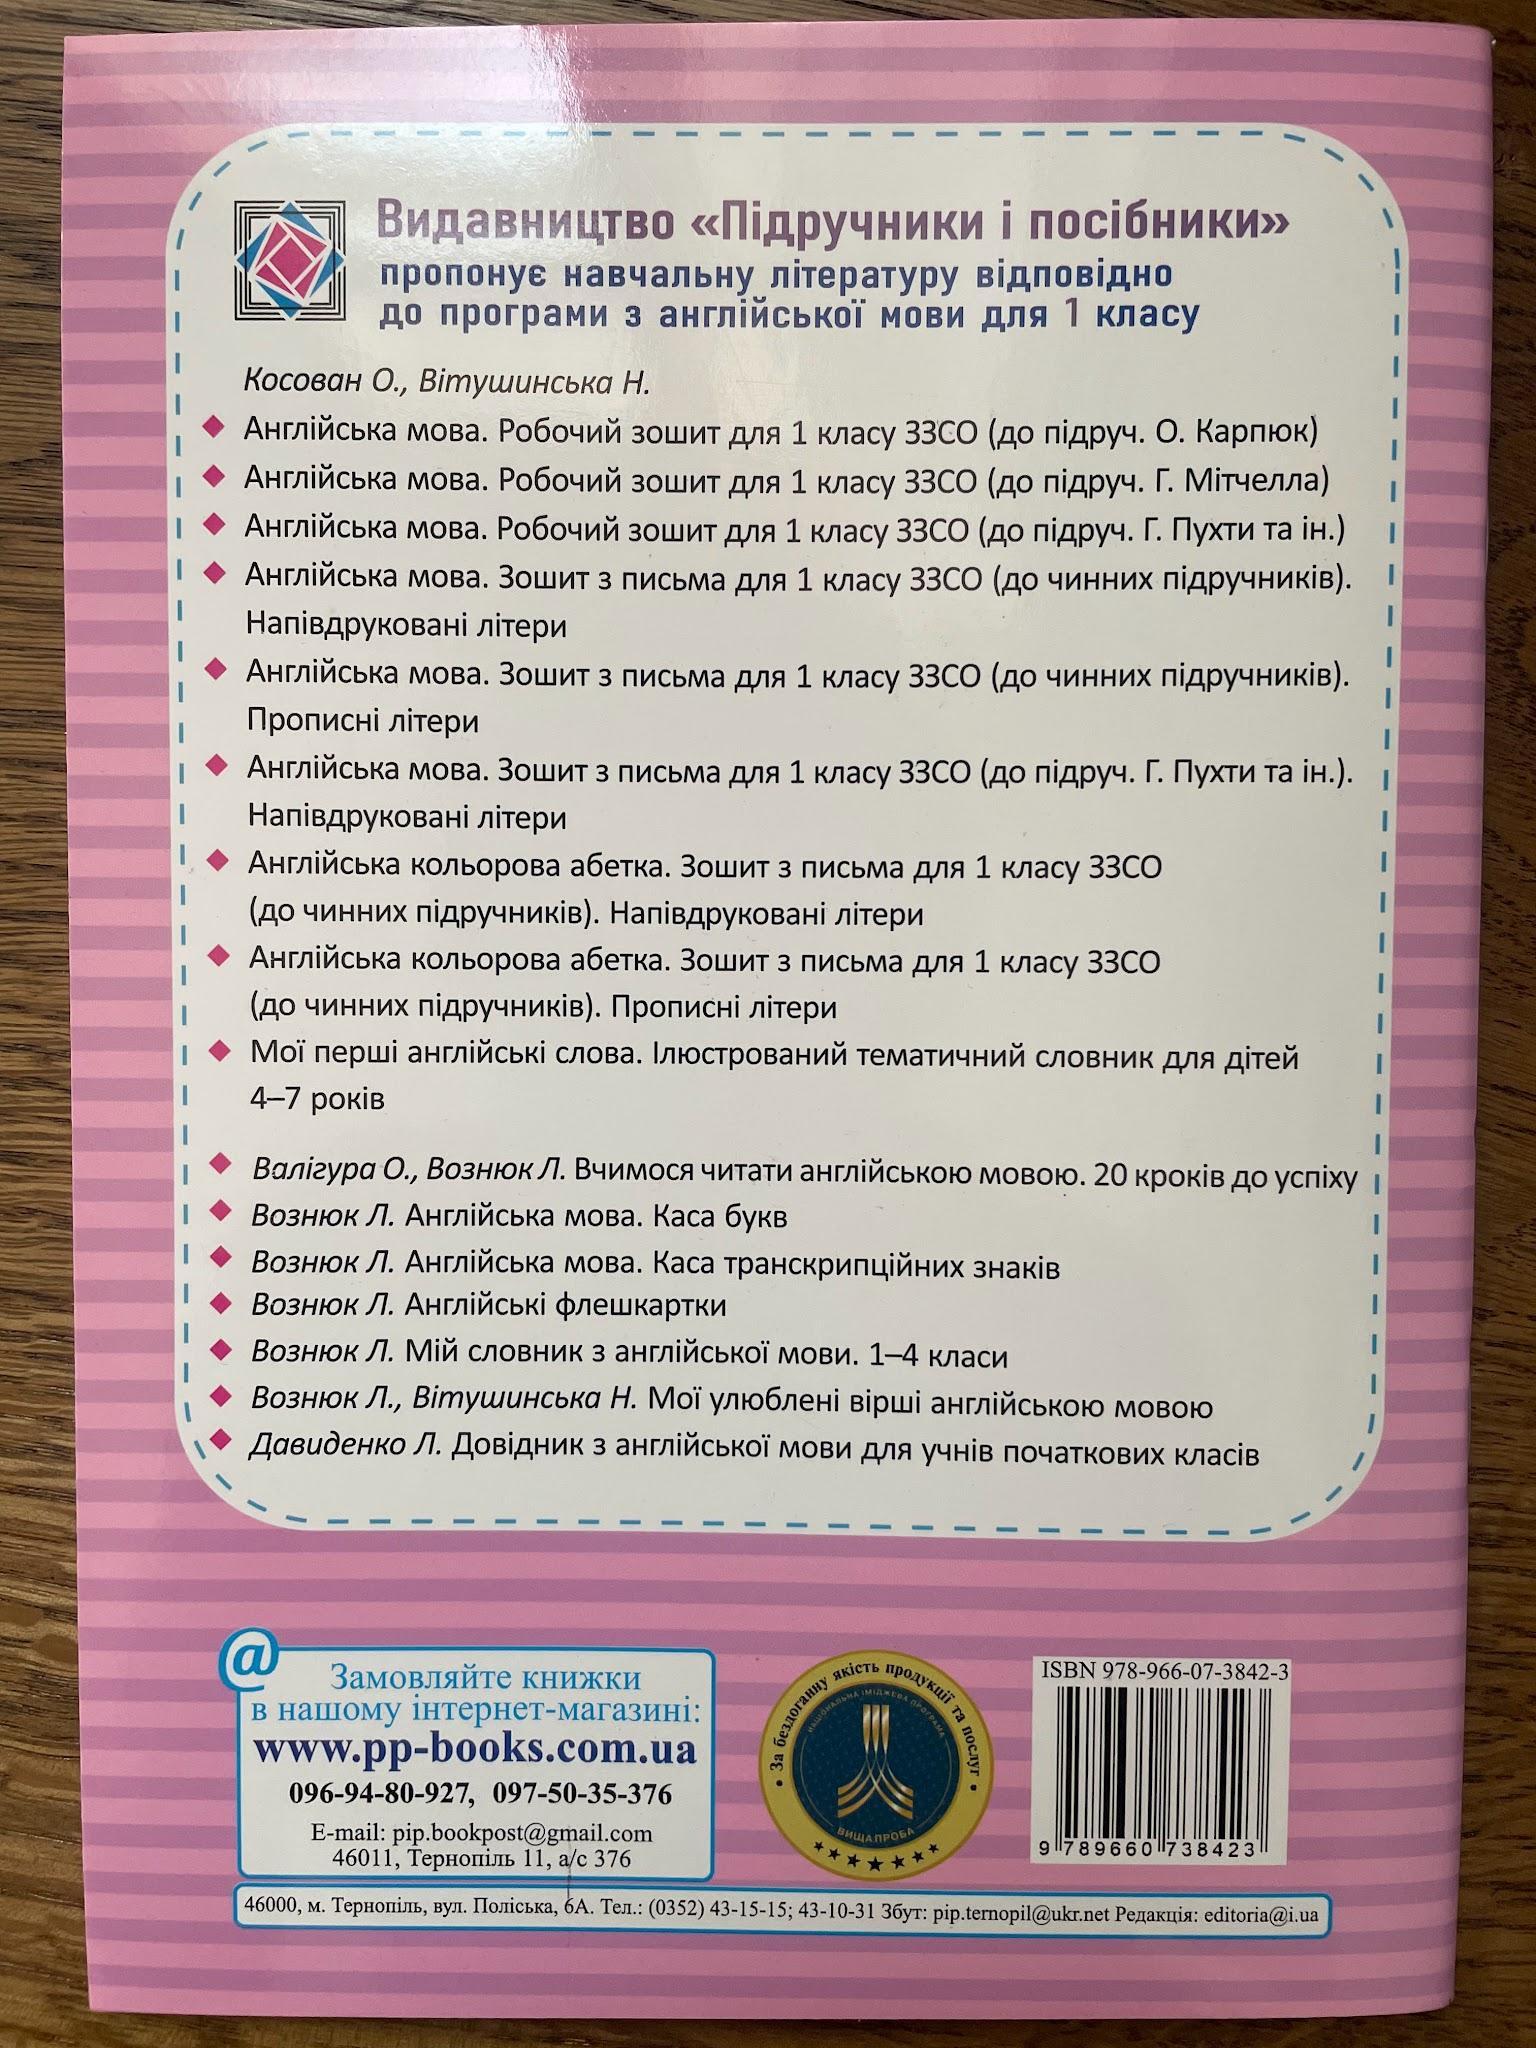 Видавництво «Підручники і посібники»
пропонує навчальну літературу відповідно
до програми з англійської мови для 1 класу
Косован О., Вітушинська Н.
Англійська мова. Робочий зошит для 1 класу ЗЗСО (до підруч. О. Карпюк)
Англійська мова. Робочий зошит для 1 класу ЗЗСО (до підруч. Г. Мітчелла)
Англійська мова. Робочий зошит для 1 класу ЗЗСО (до підруч. Г. Пухти та ін.)
Англійська мова. Зошит з письма для 1 класу ЗЗСО (до чинних підручників).
Напівдруковані літери
Англійська мова. Зошит з письма для 1 класу ЗЗСО (до чинних підручників).
Прописні літери
Англійська мова. Зошит з письма для 1 класу ЗЗСО (до підруч. Г. Пухти та ін.).
Напівдруковані літери
Англійська кольорова абетка. Зошит з письма для 1 класу ЗЗСО
(до чинних підручників). Напівдруковані літери
Англійська кольорова абетка. Зошит з письма для 1 класу ЗЗСО
(до чинних підручників). Прописні літери
Мої перші англійські слова. Ілюстрований тематичний словник для дітей
4–7 років
Валігура О., Вознюк Л. Вчимося читати англійською мовою. 20 кроків до успіху
Вознюк Л. Англійська мова. Каса букв
Вознюк Л. Англійська мова. Каса транскрипційних знаків
Вознюк Л. Англійські флешкартки
Вознюк Л. Мій словник з англійської мови. 1–4 класи
Вознюк Л., Вітушинська Н. Мої улюблені вірші англійською мовою
Давиденко Л. Довідник з англійської мови для учнів початкових класів
@
Замовляйте книжки
в нашому інтернет-магазині:
www.pp-books.com.ua
096-94-80-927, 097-50-35-376
E-mail: pip.bookpost@gmail.com
46011, Тернопіль 11, а/с 376
• За бездоганну якість продукції та послуг •
НАЦІОНАЛЬНА ІМІДЖЕВА ПРОГРАМА
ВИЩА ПРОБА
ISBN 978-966-07-3842-3
9 789660 738423
46000, м. Тернопіль, вул. Поліська, 6А. Тел.: (0352) 43-15-15; 43-10-31 Збут: pip.ternopil@ukr.net Редакція: editoria@i.ua